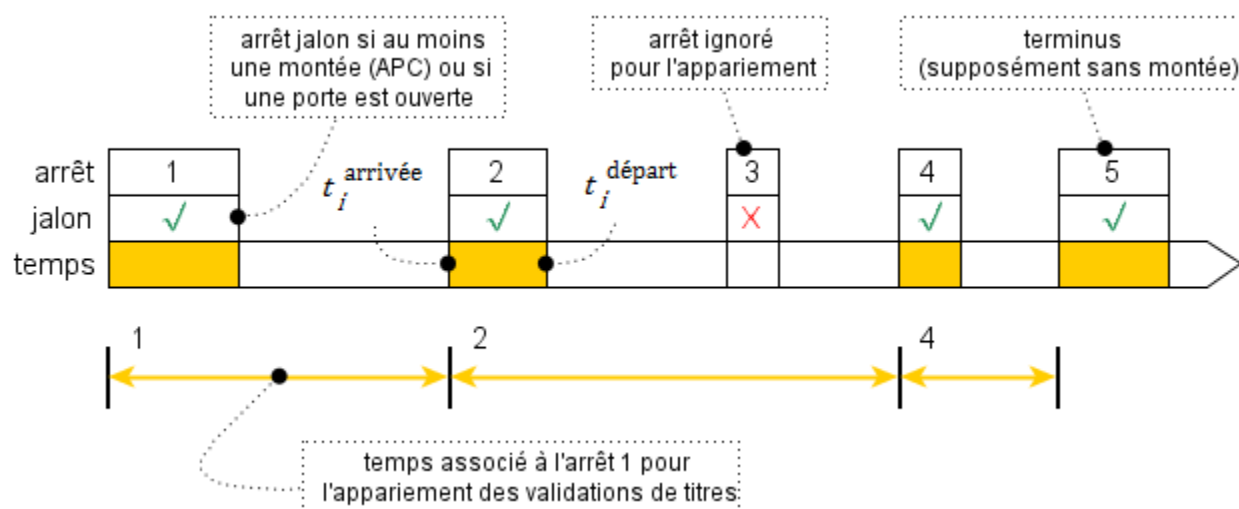 arrêt jalon si au moins
une montée (APC) ou si
une porte est ouverte
arrêt ignoré
pour l'appariement
terminus
(supposément sans montée)
arrêt 1 2 3 4 5
t_i^arrivée t_i^départ
jalon √ √ X √ √
temps
1 2 4
temps associé à l'arrêt 1 pour
l'appariement des validations de titres